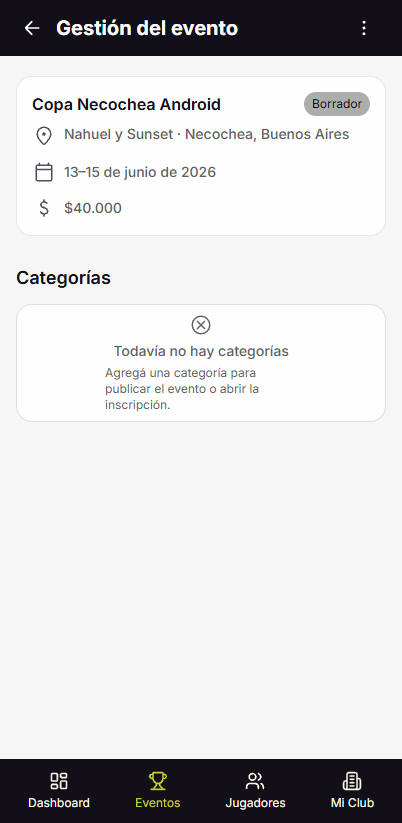 Gestión del evento
Copa Necochea Android
Borrador
Nahuel y Sunset · Necochea, Buenos Aires
13–15 de junio de 2026
$40.000
Categorías
Todavía no hay categorías
Agregá una categoría para
publicar el evento o abrir la
inscripción.
Dashboard
Eventos
Jugadores
Mi Club